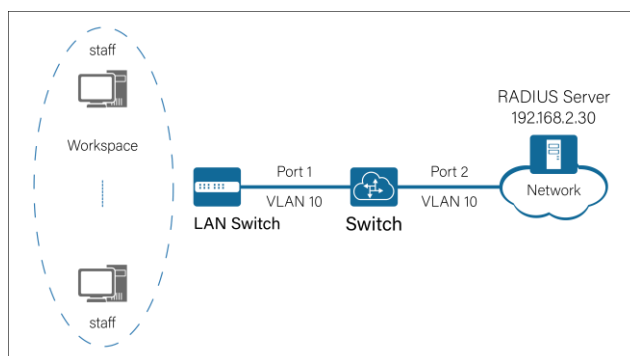 staff
Workspace
staff
LAN Switch
Port 1
VLAN 10
Switch
Port 2
VLAN 10
RADIUS Server
192.168.2.30
Network